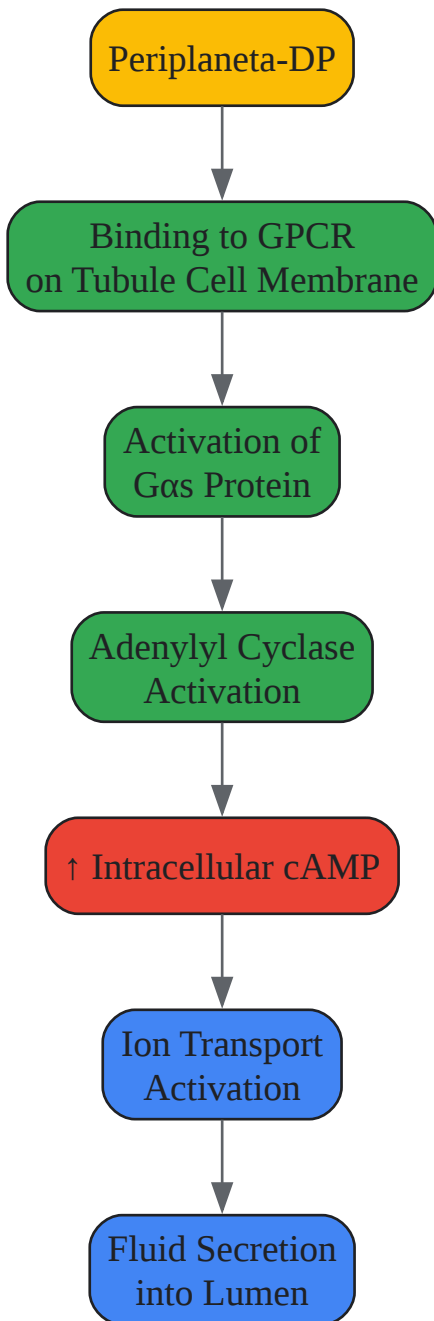 Periplaneta-DP
Binding to GPCR
on Tubule Cell Membrane
Activation of
Gαs Protein
Adenylyl Cyclase
Activation
↑ Intracellular cAMP
Ion Transport
Activation
Fluid Secretion
into Lumen